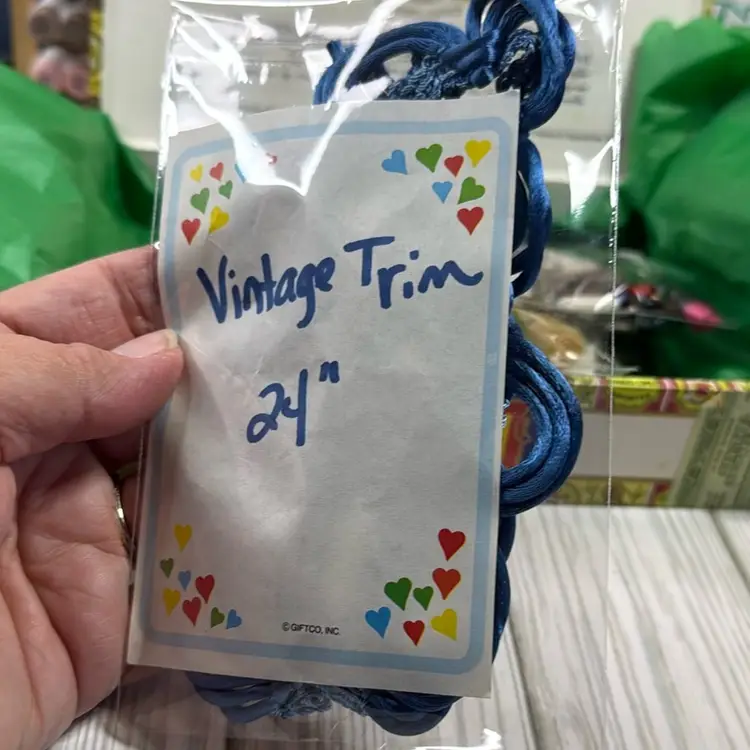 Vintage Trim
24"
©GIFTCO, INC.